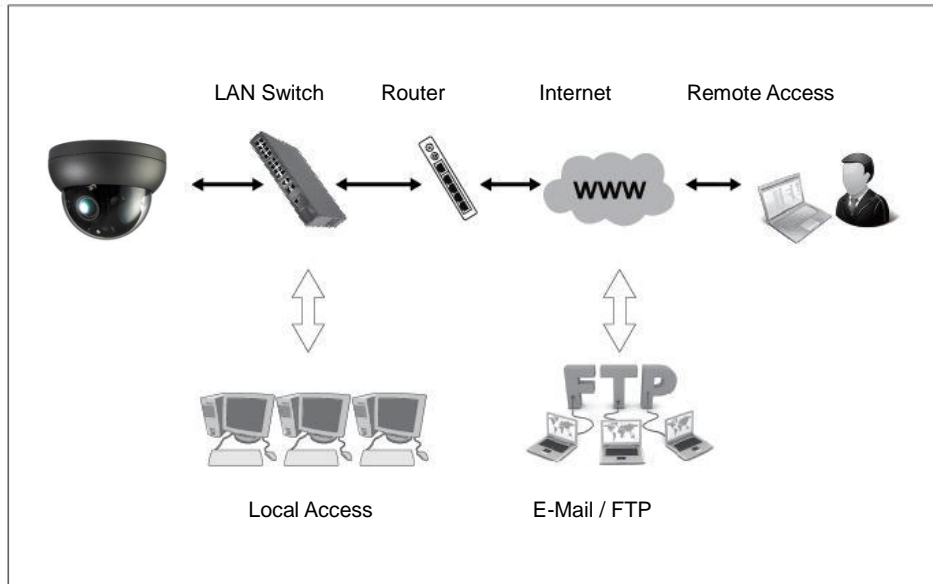 LAN Switch Router Internet Remote Access
WWW
FTP
Local Access E-Mail / FTP